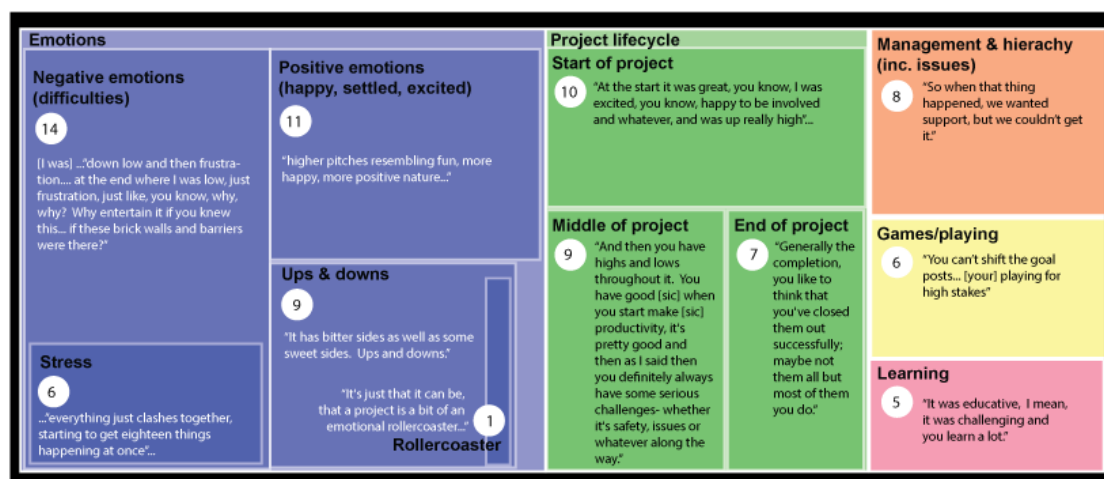 Emotions
Negative emotions
(difficulties)
14
[I was] ...“down low and then frustra-
tion.... at the end where I was low, just
frustration, just like, you know, why,
why?  Why entertain it if you knew
this... if these brick walls and barriers
were there?”
Stress
6
...“everything just clashes together,
starting to get eighteen things
happening at once”...
Positive emotions
(happy, settled, excited)
11
“higher pitches resembling fun, more
happy, more positive nature...”
Ups & downs
9
“It has bitter sides as well as some
sweet sides.  Ups and downs.”
“It's just that it can be,
that a project is a bit of an
emotional rollercoaster...”
1
Rollercoaster
Project lifecycle
Start of project
10
“At the start it was great, you know, I was
excited, you know, happy to be involved
and whatever, and was up really high”...
Middle of project
9
“And then you have
highs and lows
throughout it.  You
have good [sic] when
you start make [sic]
productivity, it's
pretty good and
then as I said then
you definitely always
have some serious
challenges- whether
it's safety, issues or
whatever along the
way.”
End of project
7
“Generally the
completion,
you like to
think that
you've closed
them out
successfully;
maybe not
them all but
most of them
you do.”
Management & hierachy
(inc. issues)
8
“So when that thing
happened, we wanted
support, but we couldn't get
it.”
Games/playing
6
“You can't shift the goal
posts... [your] playing for
high stakes”
Learning
5
“It was educative,  I mean,
it was challenging and
you learn a lot.”